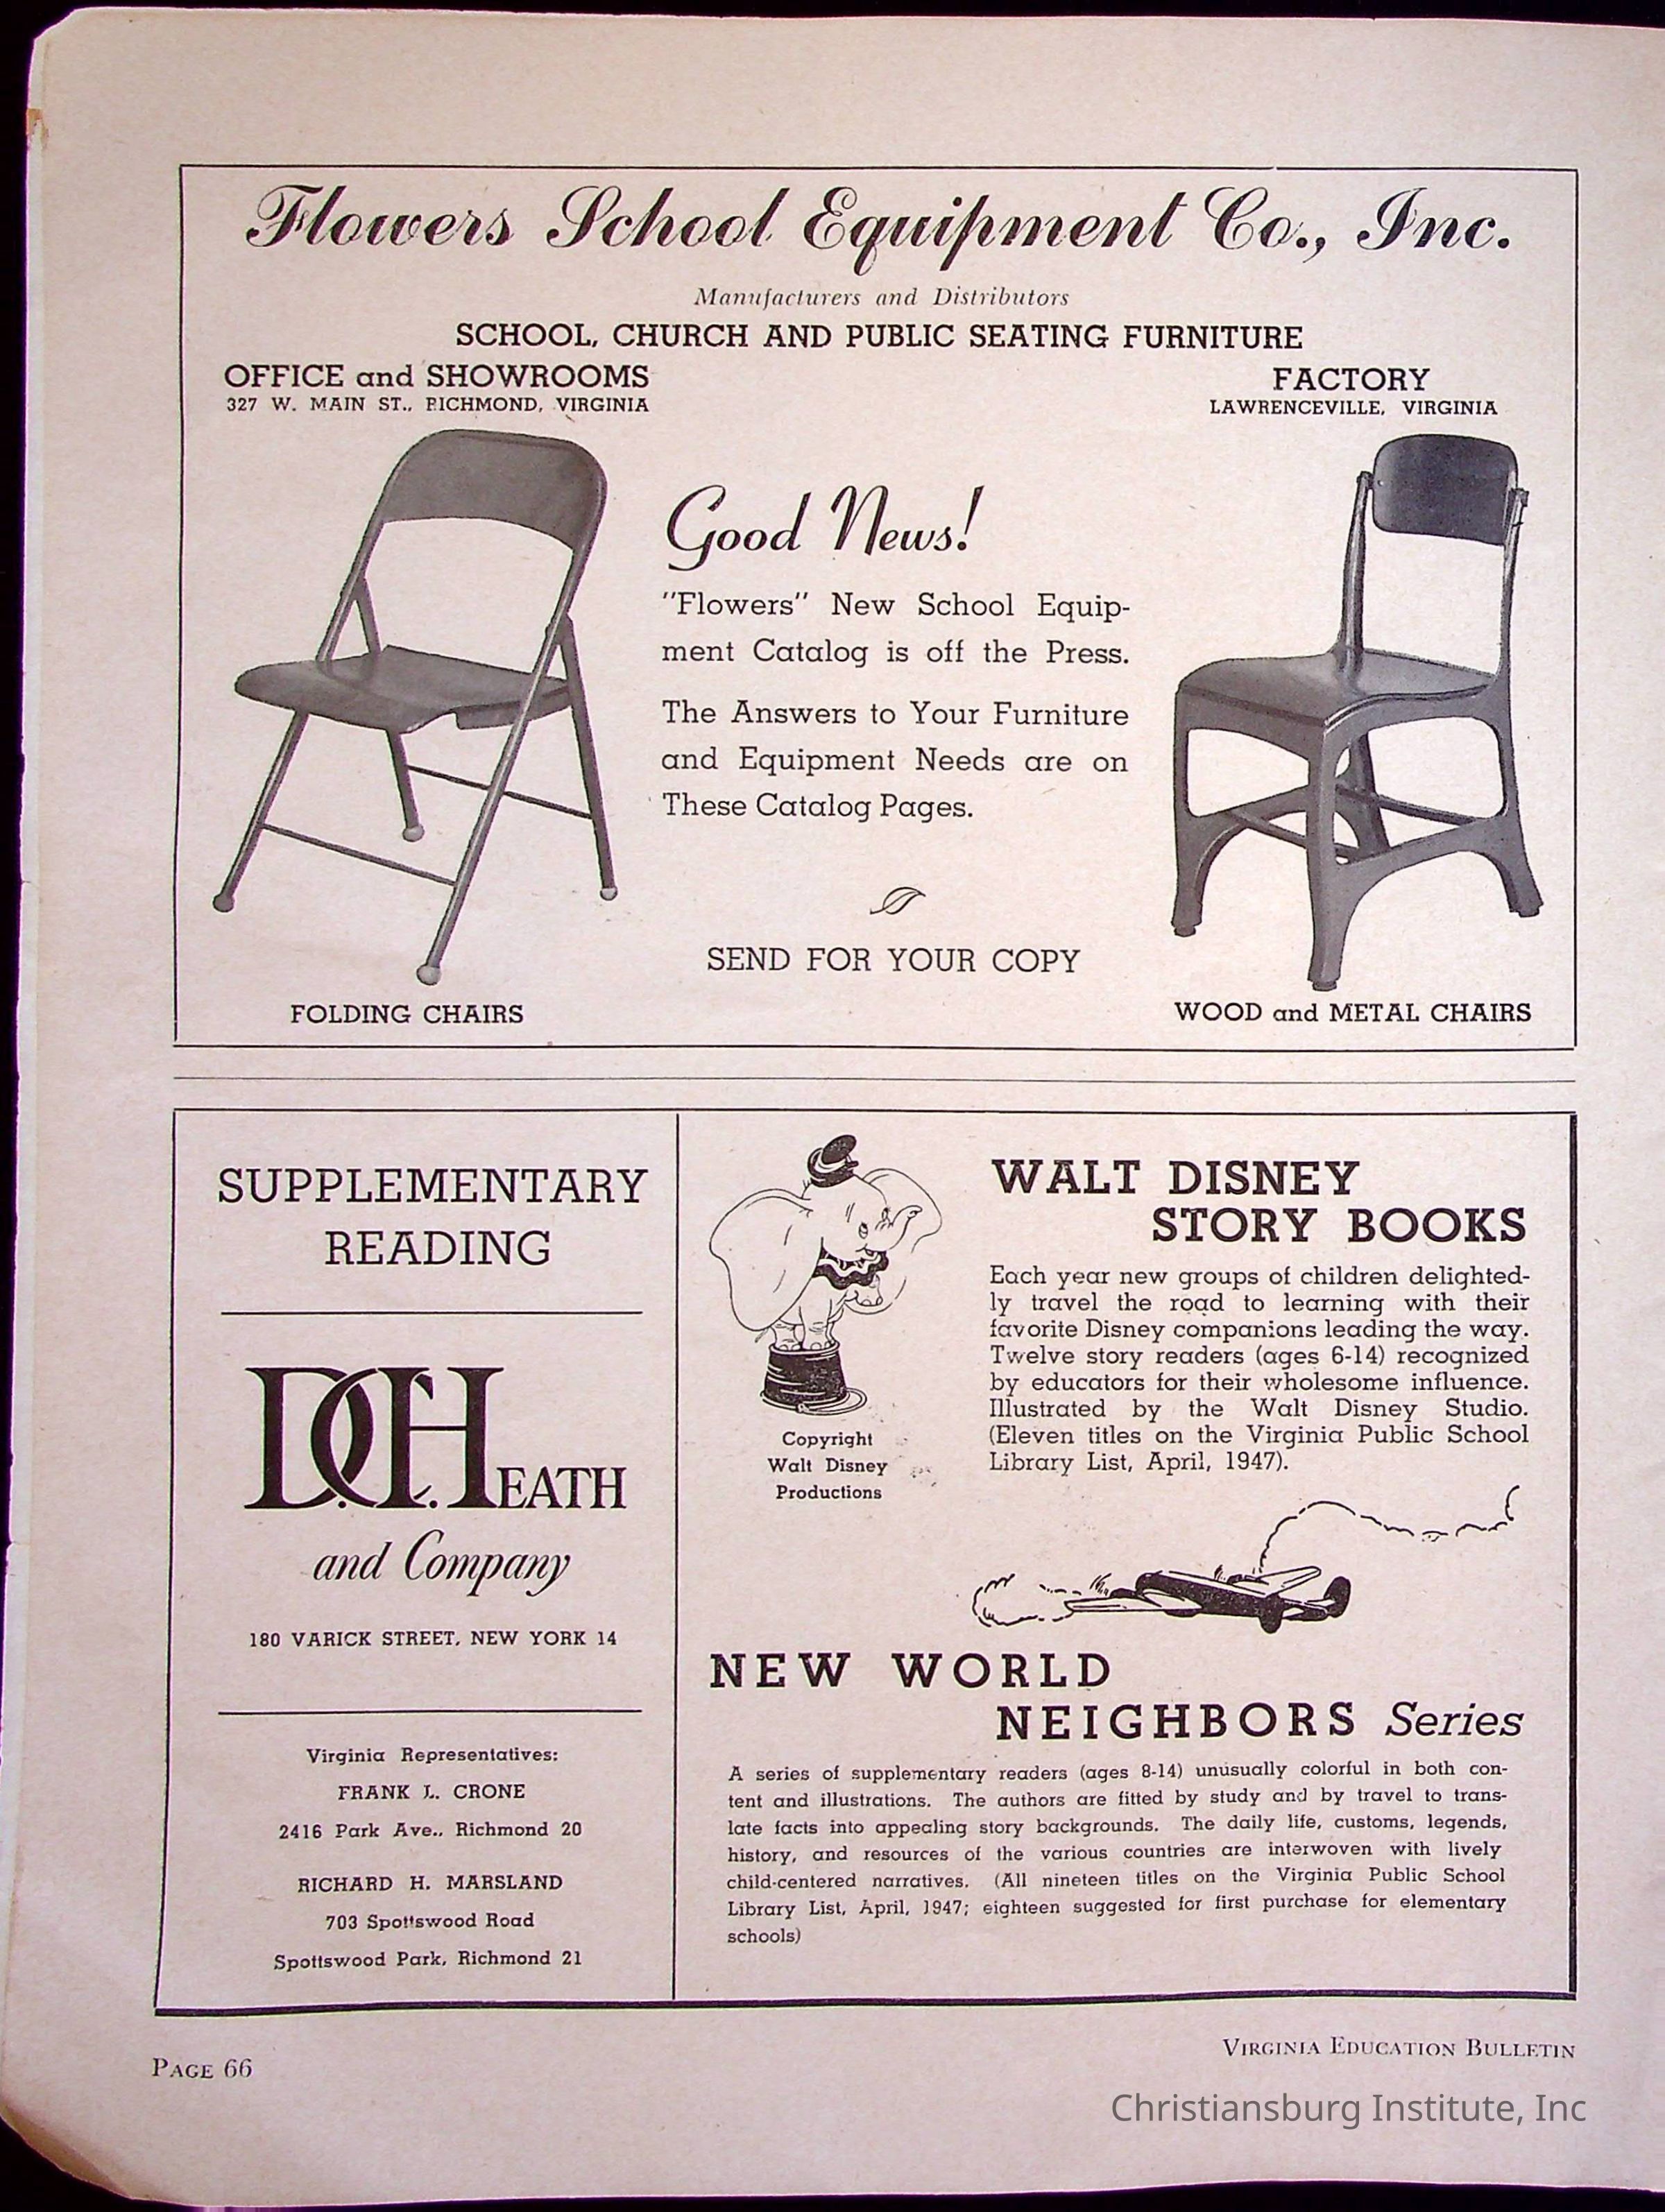 Flowers School Equipment Co., Inc.
Manufacturers and Distributors
SCHOOL, CHURCH AND PUBLIC SEATING FURNITURE
OFFICE and SHOWROOMS
327 W. MAIN ST., RICHMOND, VIRGINIA
FACTORY
LAWRENCEVILLE, VIRGINIA
Good News!
"Flowers" New School Equip-
ment Catalog is off the Press.
The Answers to Your Furniture
and Equipment Needs are on
These Catalog Pages.
SEND FOR YOUR COPY
FOLDING CHAIRS
WOOD and METAL CHAIRS
SUPPLEMENTARY
READING
D.C. HEATH
and Company
180 VARICK STREET, NEW YORK 14
Virginia Representatives:
FRANK L. CRONE
2416 Park Ave., Richmond 20
RICHARD H. MARSLAND
703 Spottswood Road
Spottswood Park, Richmond 21
Copyright
Walt Disney
Productions
WALT DISNEY
STORY BOOKS
Each year new groups of children delighted-
ly travel the road to learning with their
favorite Disney companions leading the way.
Twelve story readers (ages 6-14) recognized
by educators for their wholesome influence.
Illustrated by the Walt Disney Studio.
(Eleven titles on the Virginia Public School
Library List, April, 1947).
NEW WORLD
NEIGHBORS Series
A series of supplementary readers (ages 8-14) unusually colorful in both con-
tent and illustrations. The authors are fitted by study and by travel to trans-
late facts into appealing story backgrounds. The daily life, customs, legends,
history, and resources of the various countries are interwoven with lively
child-centered narratives. (All nineteen titles on the Virginia Public School
Library List, April, 1947; eighteen suggested for first purchase for elementary
schools)
PAGE 66
VIRGINIA EDUCATION BULLETIN
Christiansburg Institute, Inc